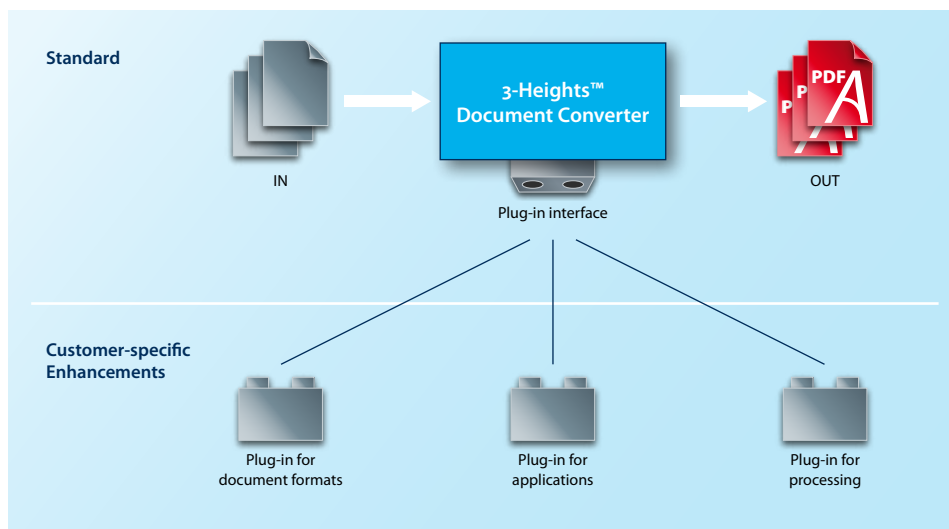 Standard
3-Heights™
Document Converter
PDF
P
P
A
IN
OUT
Plug-in interface
Customer-specific
Enhancements
Plug-in for
document formats
Plug-in for
applications
Plug-in for
processing